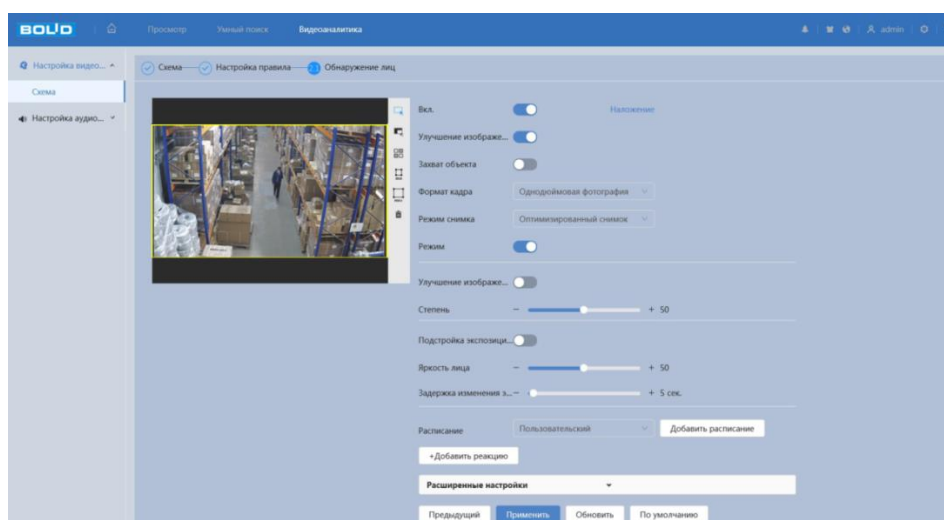 BOLID
Просмотр Умный поиск Видеоаналитика admin
Настройка видео...
Схема
Настройка аудио...
Схема Настройка правила Обнаружение лиц
Вкл. Наложение
Улучшение изображе...
Захват объекта
Формат кадра Однодюймовая фотография
Режим снимка Оптимизированный снимок
Режим
Улучшение изображе...
Степень − + 50
Подстройка экспозици...
Яркость лица − + 50
Задержка изменения э... − + 5 сек.
Расписание Пользовательский Добавить расписание
+Добавить реакцию
Расширенные настройки
Предыдущий Применить Обновить По умолчанию